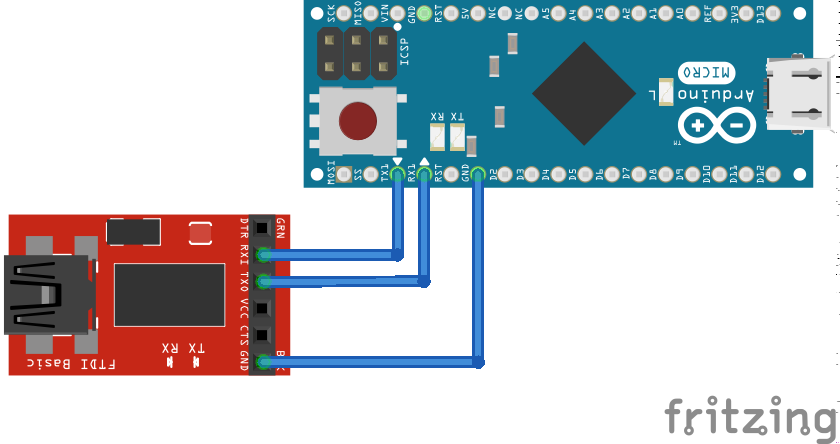 SCK
MISO
VIN
GND
RST
5V
NC
NC
A5
A4
A3
A2
A1
A0
REF
3V3
D13
ICSP
MICRO
Arduino
TM
L
RX
TX
MOSI
SS
TX1
RX1
RST
GND
D2
D3
D4
D5
D6
D7
D8
D9
D10
D11
D12
DTR
RXI
TXO
VCC
CTS
GND
GRN
TX
RX
FTDI Basic
fritzing